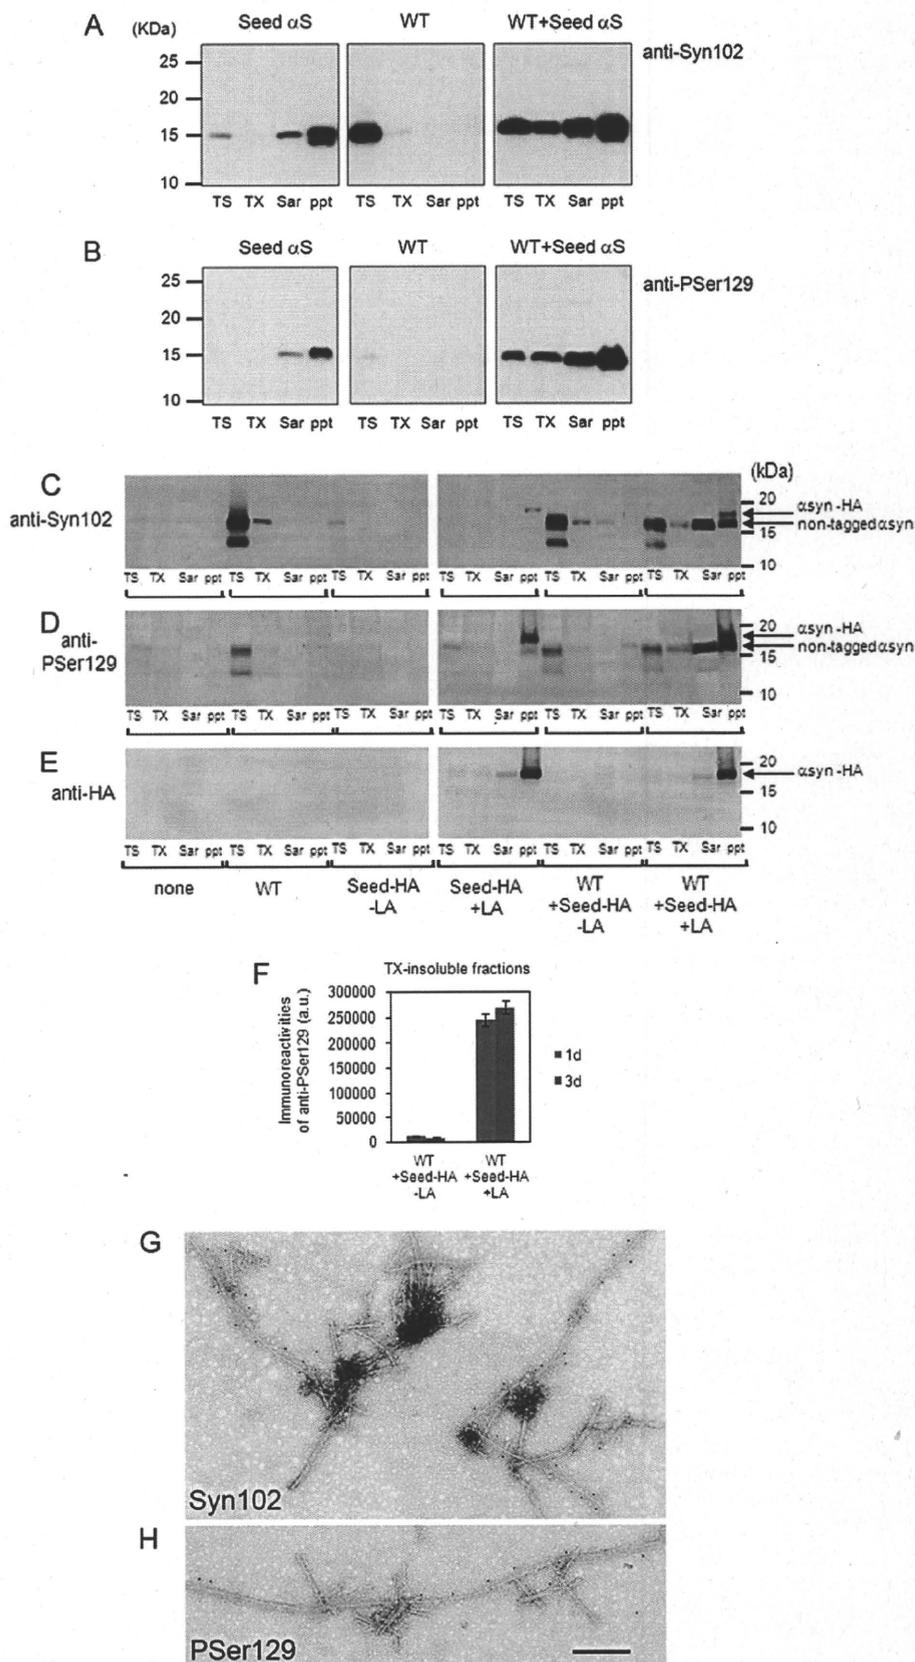 A (KDa) Seed αS WT WT+Seed αS anti-Syn102
25
20
15
10
TS TX Sar ppt TS TX Sar ppt TS TX Sar ppt
B Seed αS WT WT+Seed αS anti-PSer129
25
20
15
10
TS TX Sar ppt TS TX Sar ppt TS TX Sar ppt
C anti-Syn102 (kDa)
20 αsyn-HA
non-taggedαsyn
15
10
TS TX Sar ppt TS TX Sar ppt TS TX Sar ppt TS TX Sar ppt TS TX Sar ppt TS TX Sar ppt
D anti-
PSer129
20 αsyn-HA
non-taggedαsyn
15
10
TS TX Sar ppt TS TX Sar ppt TS TX Sar ppt TS TX Sar ppt TS TX Sar ppt TS TX Sar ppt
E anti-HA
20 αsyn-HA
15
10
TS TX Sar ppt TS TX Sar ppt TS TX Sar ppt TS TX Sar ppt TS TX Sar ppt TS TX Sar ppt
none WT Seed-HA Seed-HA WT WT
-LA +LA +Seed-HA +Seed-HA
-LA +LA
F TX-insoluble fractions
Immunoreactivities
of anti-PSer129 (a.u.)
300000
250000
200000
150000
100000
50000
0
1d
3d
WT WT
+Seed-HA +Seed-HA
-LA +LA
G
Syn102
H
PSer129